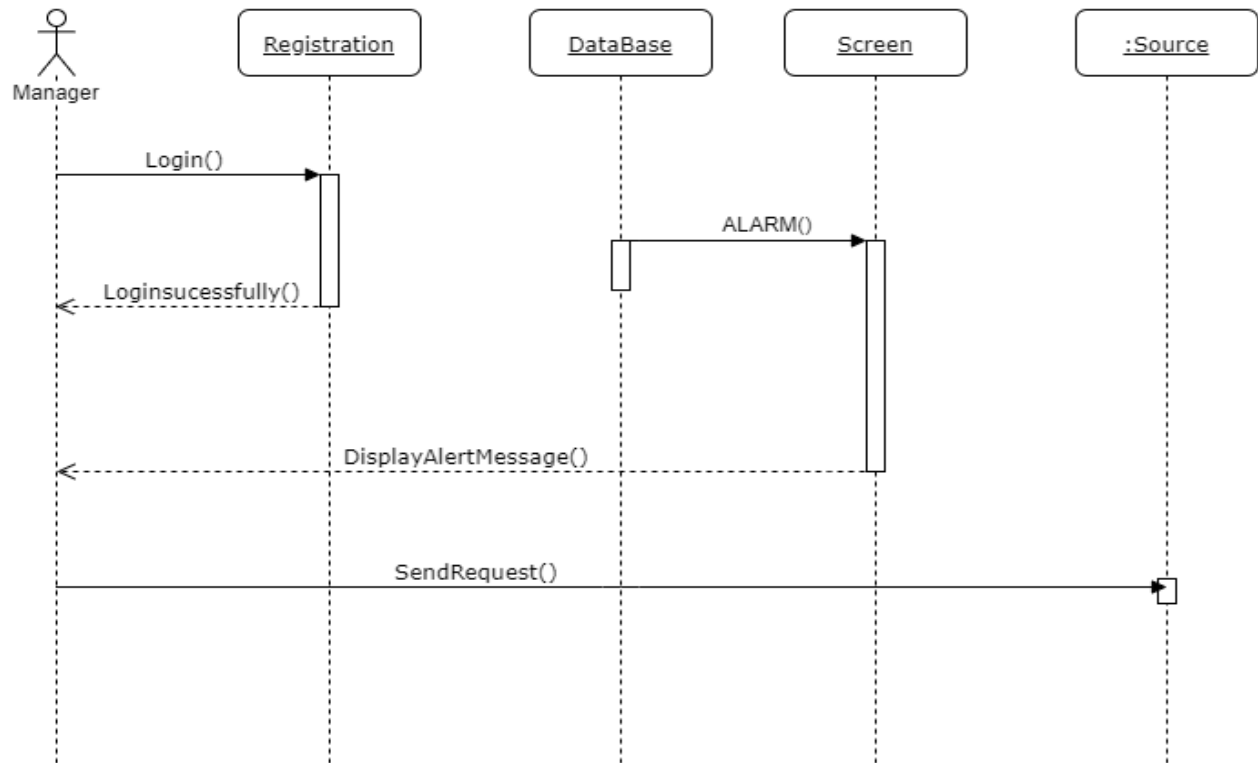 Registration
DataBase
Screen
:Source
Manager
Login()
ALARM()
Loginsucessfully()
DisplayAlertMessage()
SendRequest()